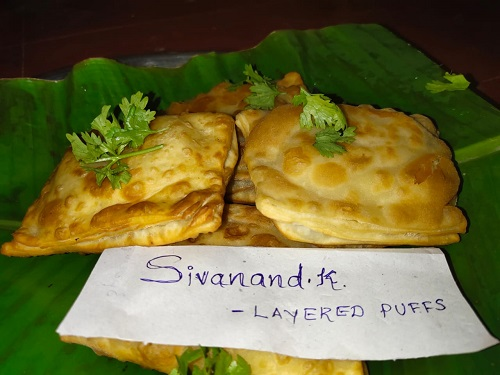 Sivanand.K.
- LAYERED PUFFS